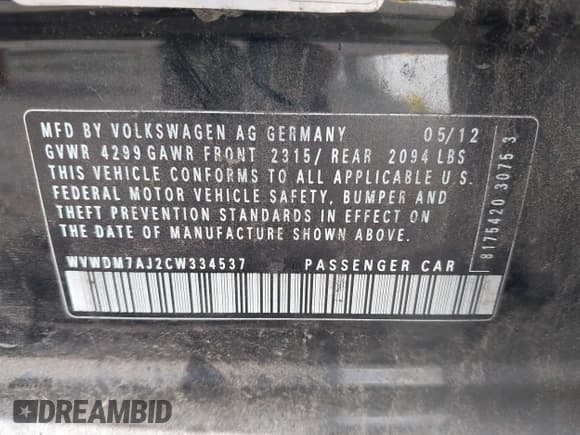 MFD BY VOLKSWAGEN AG GERMANY 05/12
GVWR 4299 GAWR FRONT 2315/ REAR 2094 LBS
THIS VEHICLE CONFORMS TO ALL APPLICABLE U.S.
FEDERAL MOTOR VEHICLE SAFETY, BUMPER AND
THEFT PREVENTION STANDARDS IN EFFECT ON
THE DATE OF MANUFACTURE SHOWN ABOVE.
WVWDM7AJ2CW334537 PASSENGER CAR
8175420 3075 3
DREAMBID